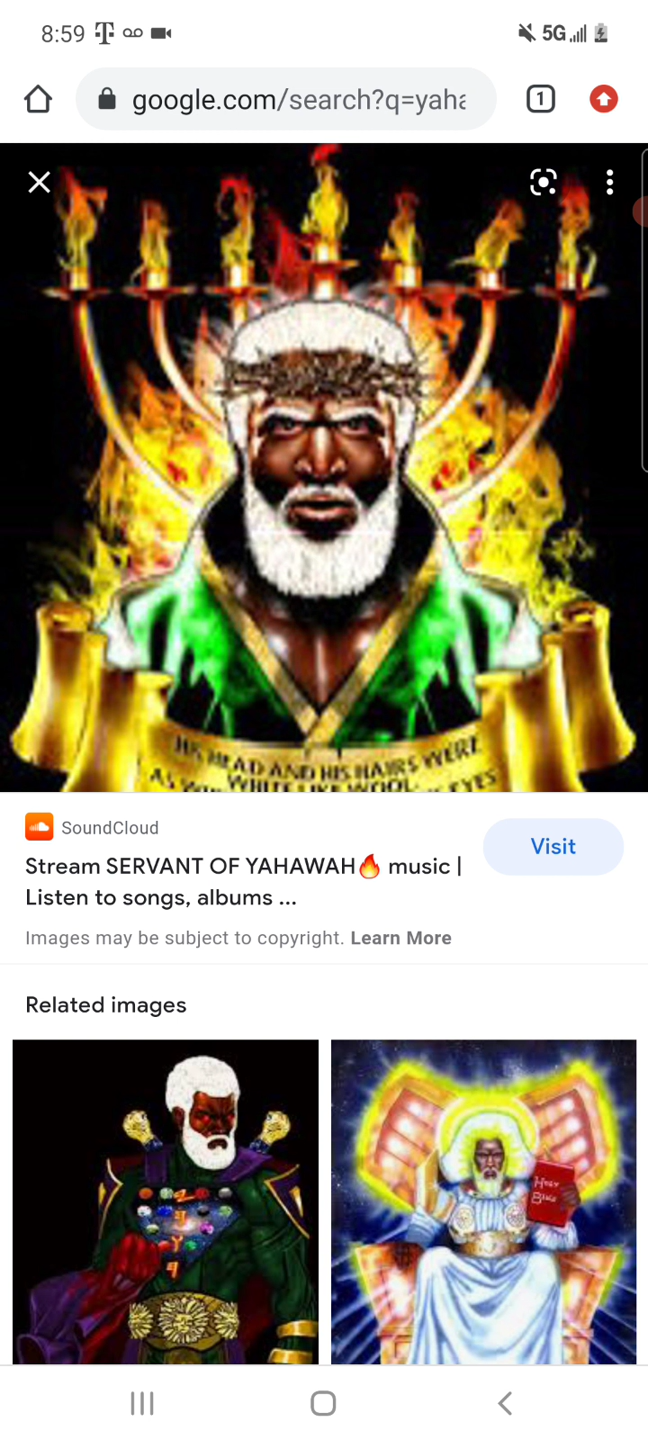 8:59
5G
google.com/search?q=yaha
1
HIS HEAD AND HIS HAIRS WERE
WHITE LIKE WOOL,
EYES
SoundCloud
Visit
Stream SERVANT OF YAHAWAH🔥 music |
Listen to songs, albums ...
Images may be subject to copyright. Learn More
Related images
HOLY
BIBLE